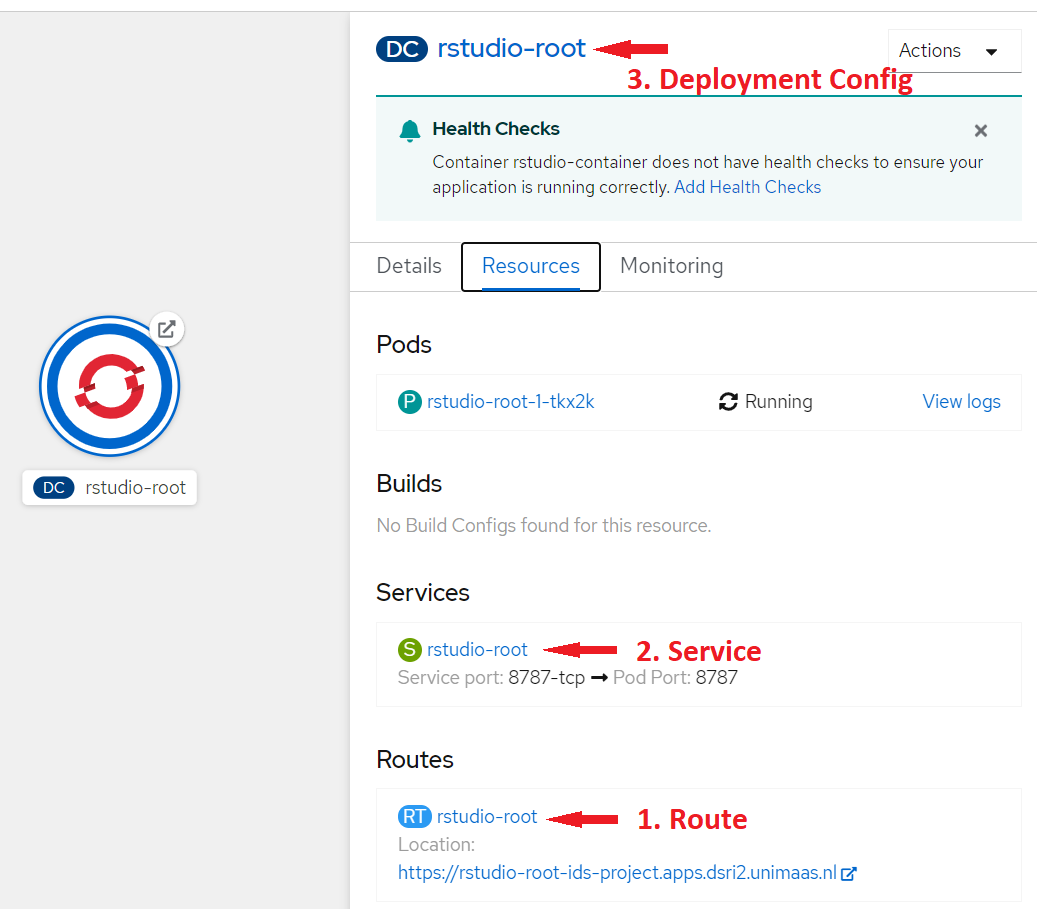 DC rstudio-root
Actions
3. Deployment Config
Health Checks
Container rstudio-container does not have health checks to ensure your
application is running correctly. Add Health Checks
Details Resources Monitoring
Pods
P rstudio-root-1-tkx2k Running View logs
DC rstudio-root
Builds
No Build Configs found for this resource.
Services
S rstudio-root 2. Service
Service port: 8787-tcp → Pod Port: 8787
Routes
RT rstudio-root 1. Route
Location:
https://rstudio-root-ids-project.apps.dsri2.unimaas.nl